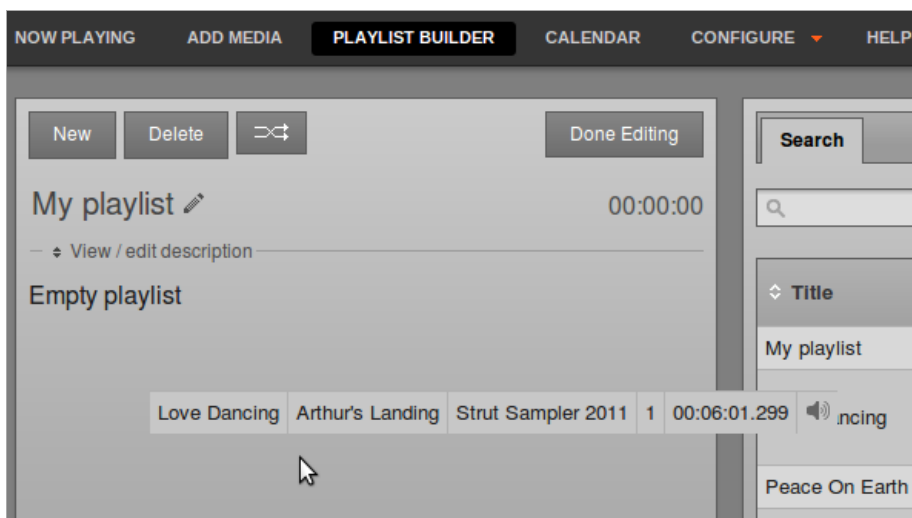 NOW PLAYING ADD MEDIA PLAYLIST BUILDER CALENDAR CONFIGURE HELP
New Delete Done Editing
My playlist 00:00:00
View / edit description
Empty playlist
Love Dancing Arthur's Landing Strut Sampler 2011 1 00:06:01.299
Search
Title
My playlist
ancing
Peace On Earth